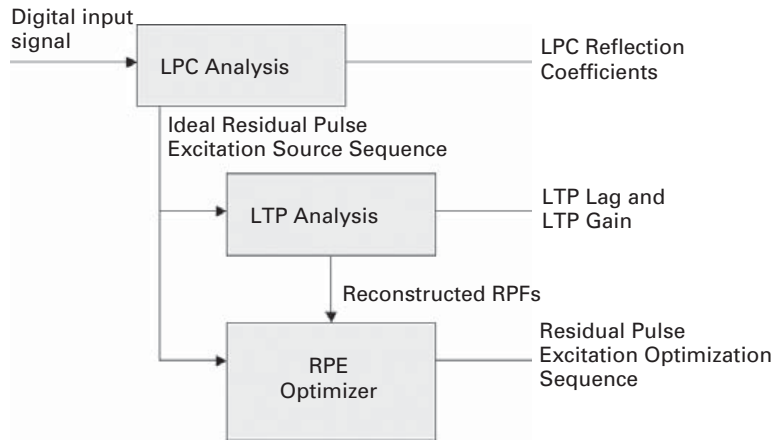 Digital input
signal
LPC Analysis
LPC Reflection
Coefficients
Ideal Residual Pulse
Excitation Source Sequence
LTP Analysis
LTP Lag and
LTP Gain
Reconstructed RPFs
RPE
Optimizer
Residual Pulse
Excitation Optimization
Sequence